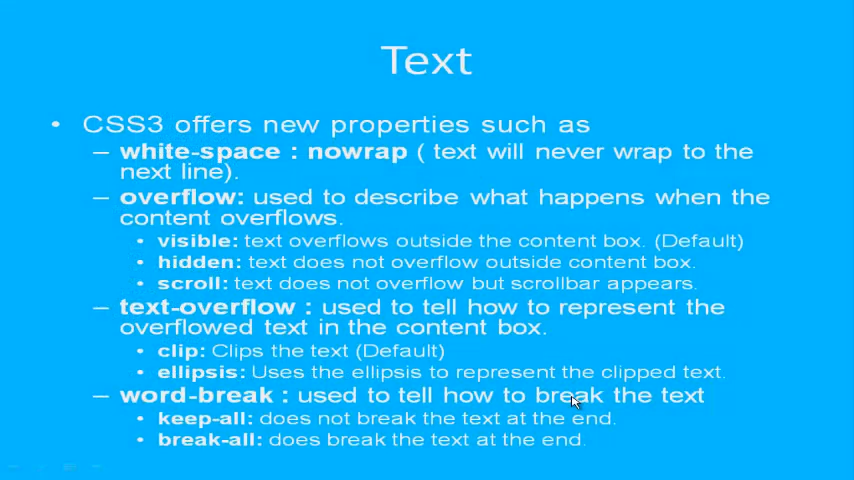 Text
• CSS3 offers new properties such as
– white-space : nowrap ( text will never wrap to the
next line).
– overflow: used to describe what happens when the
content overflows.
• visible: text overflows outside the content box. (Default)
• hidden: text does not overflow outside content box.
• scroll: text does not overflow but scrollbar appears.
– text-overflow : used to tell how to represent the
overflowed text in the content box.
• clip: Clips the text (Default)
• ellipsis: Uses the ellipsis to represent the clipped text.
– word-break : used to tell how to break the text
• keep-all: does not break the text at the end.
• break-all: does break the text at the end.